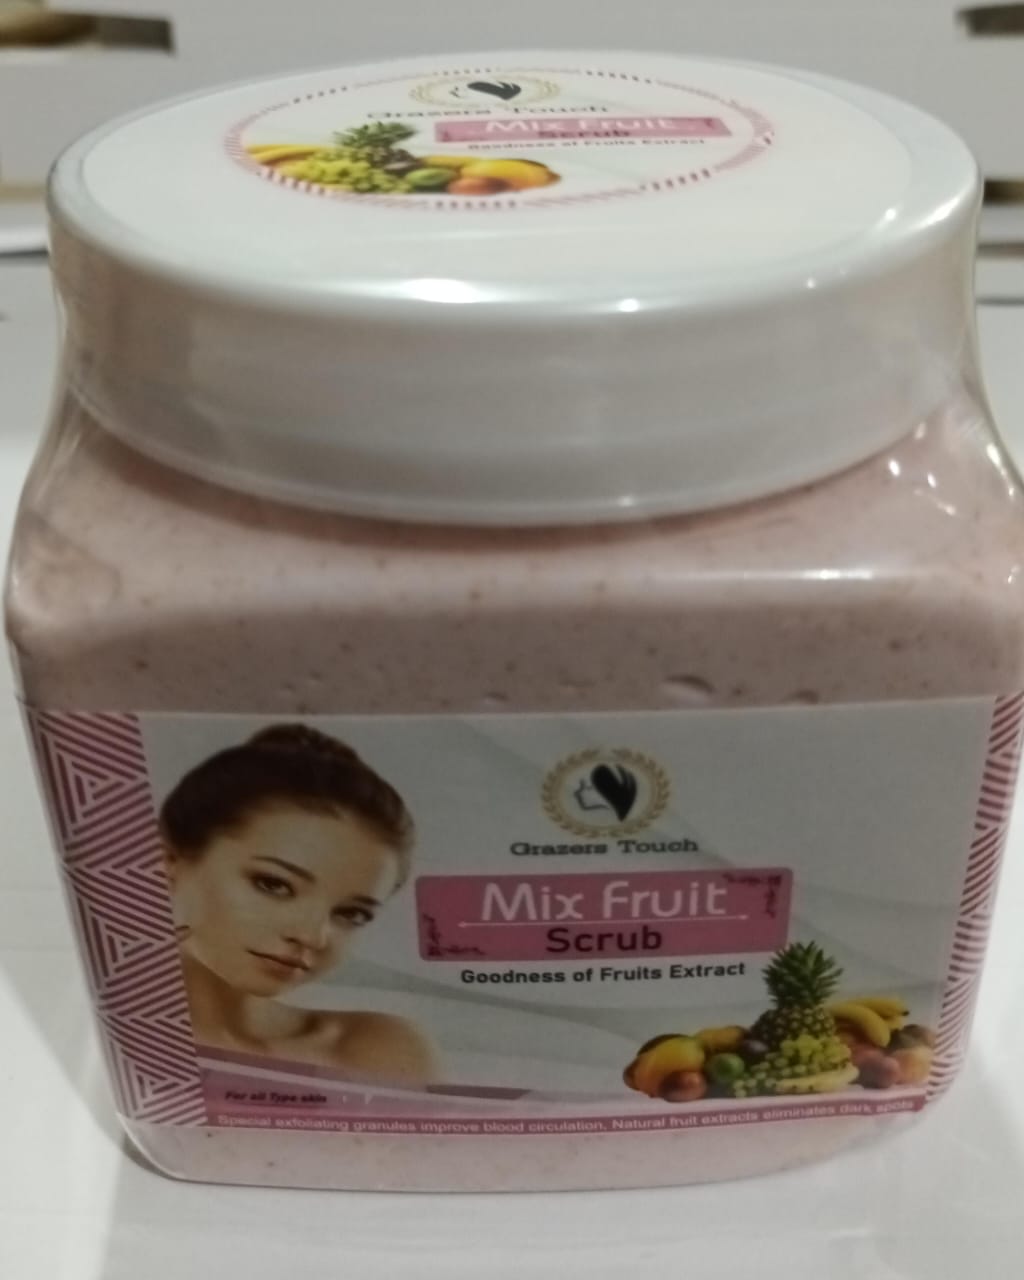 Grazers Touch
Mix Fruit
Scrub
Goodness of Fruits Extract
Grazers Touch
Mix Fruit
Scrub
Goodness of Fruits Extract
For all Type skin
Special exfoliating granules improve blood circulation. Natural fruit extracts eliminates dark spots